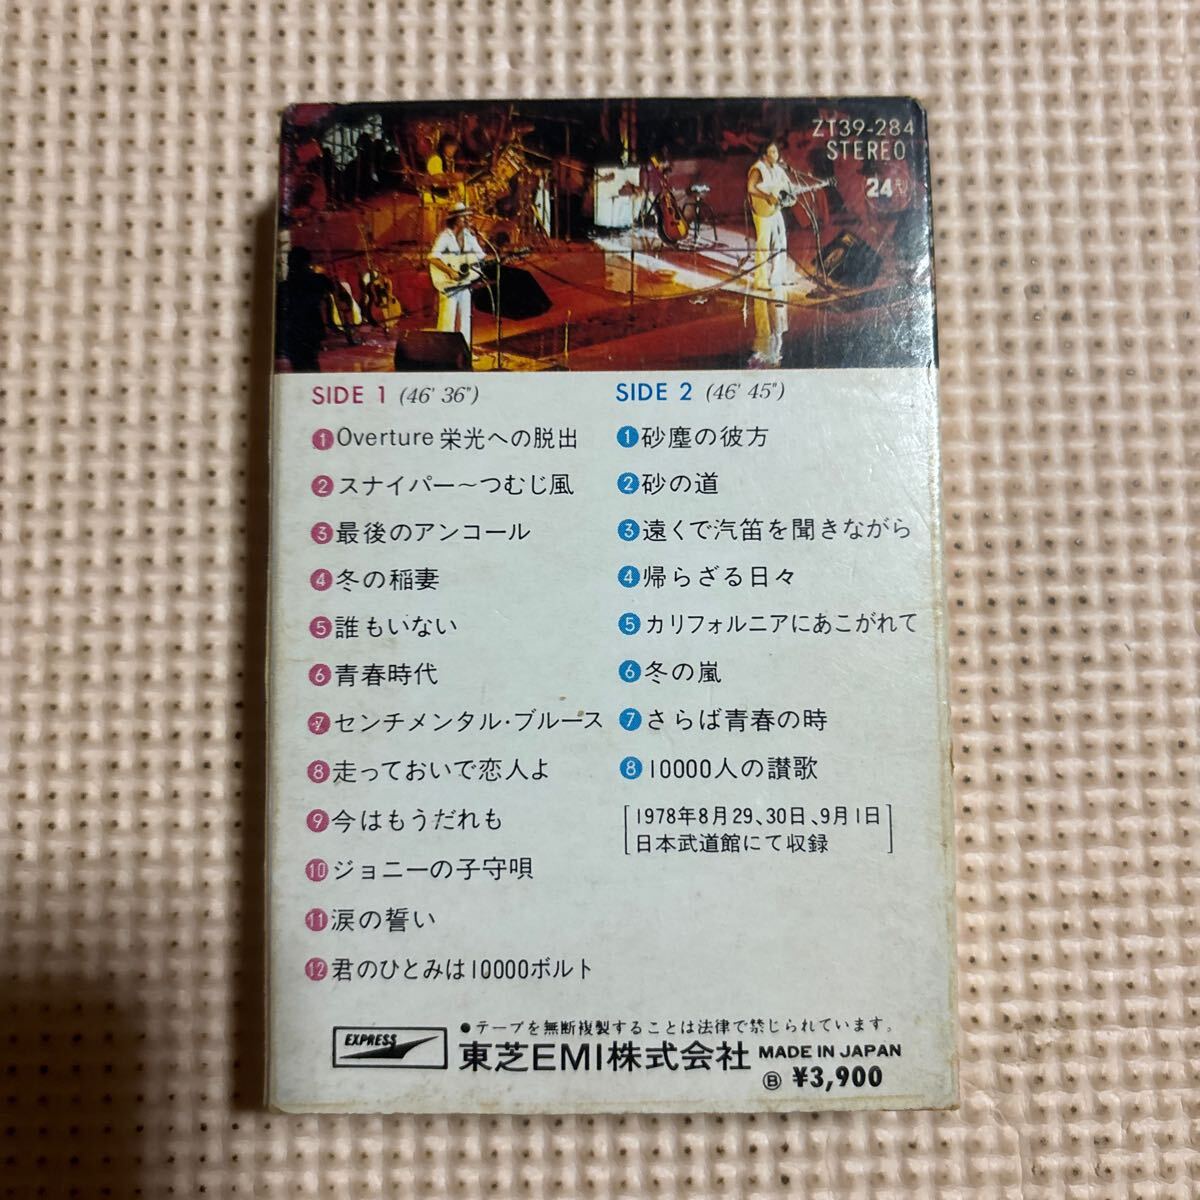 ZT39-284
STEREO
24
SIDE 1 (46' 36")
1 Overture 栄光への脱出
2 スナイパー〜つむじ風
3 最後のアンコール
4 冬の稲妻
5 誰もいない
6 青春時代
7 センチメンタル・ブルース
8 走っておいで恋人よ
9 今はもうだれも
10 ジョニーの子守唄
11 涙の誓い
12 君のひとみは10000ボルト
SIDE 2 (46' 45")
1 砂塵の彼方
2 砂の道
3 遠くで汽笛を聞きながら
4 帰らざる日々
5 カリフォルニアにあこがれて
6 冬の嵐
7 さらば青春の時
8 10000人の讃歌
[1978年8月29、30日、9月1日
日本武道館にて収録]
EXPRESS
●テープを無断複製することは法律で禁じられています。
東芝EMI株式会社 MADE IN JAPAN
Ⓑ ¥3,900